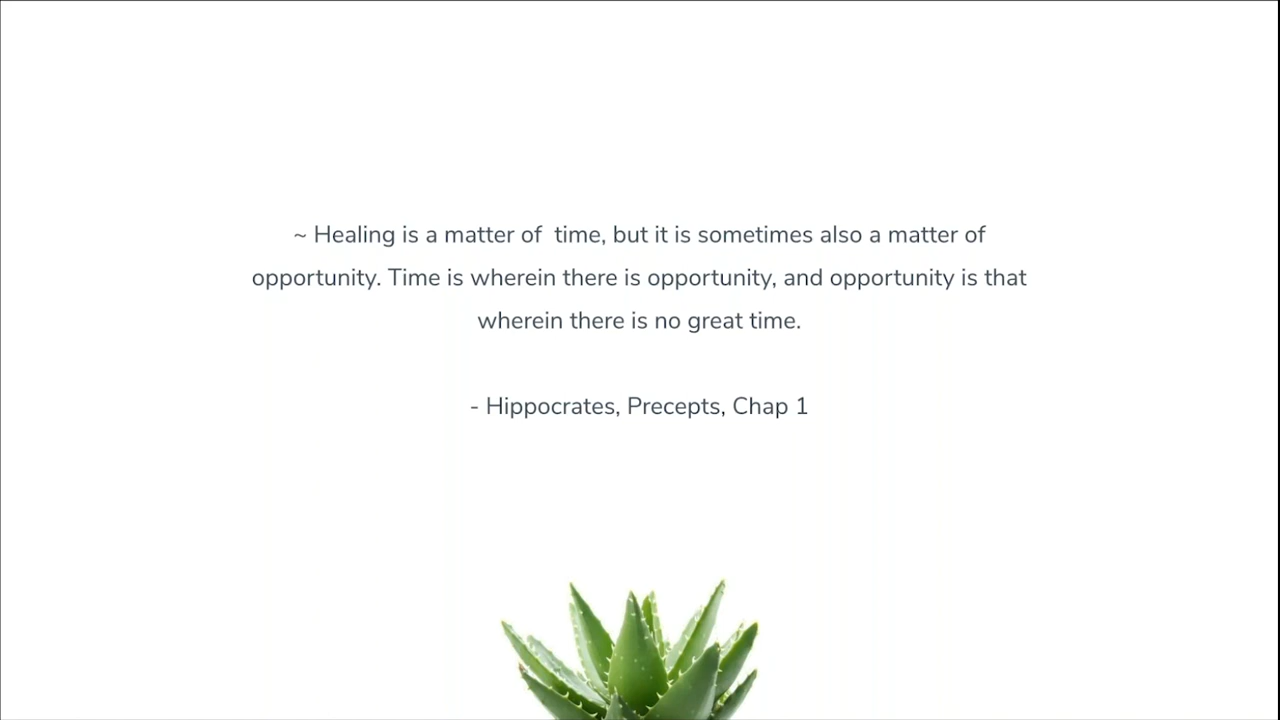 ~ Healing is a matter of  time, but it is sometimes also a matter of
opportunity. Time is wherein there is opportunity, and opportunity is that
wherein there is no great time.
- Hippocrates, Precepts, Chap 1